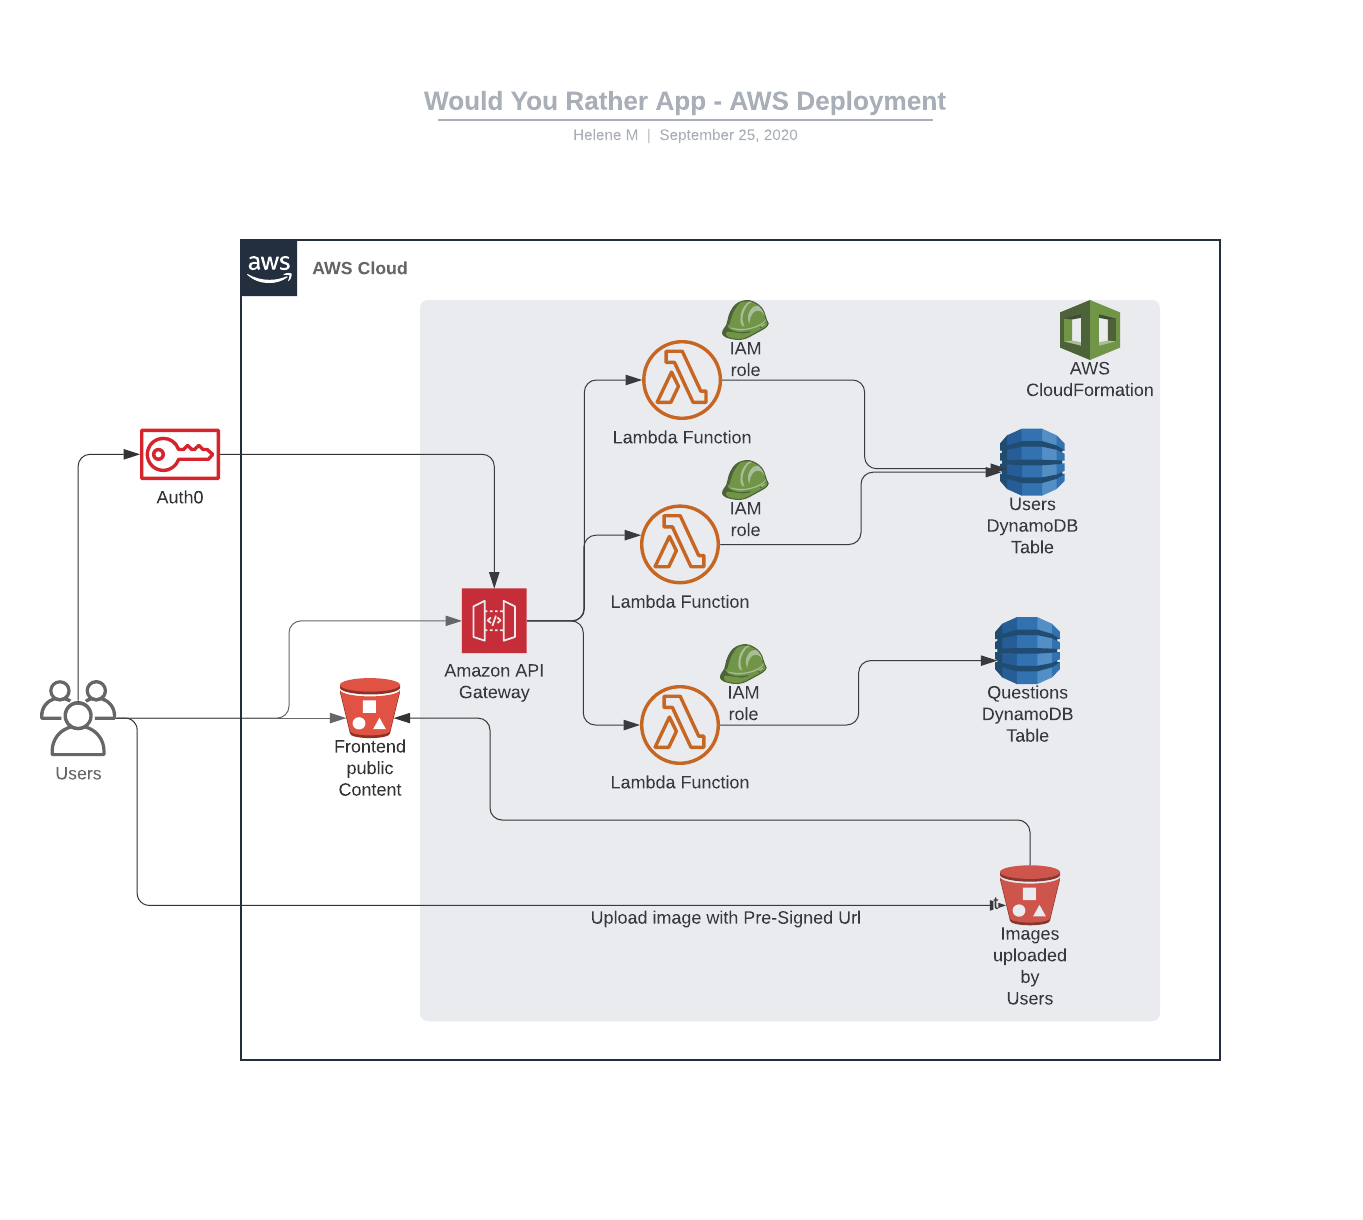 Would You Rather App - AWS Deployment
Helene M | September 25, 2020
aws
AWS Cloud
IAM
role
AWS
CloudFormation
Lambda Function
Auth0
IAM
role
Users
DynamoDB
Table
Lambda Function
Amazon API
Gateway
IAM
role
Questions
DynamoDB
Table
Users
Frontend
public
Content
Lambda Function
Upload image with Pre-Signed Url
Images
uploaded
by
Users